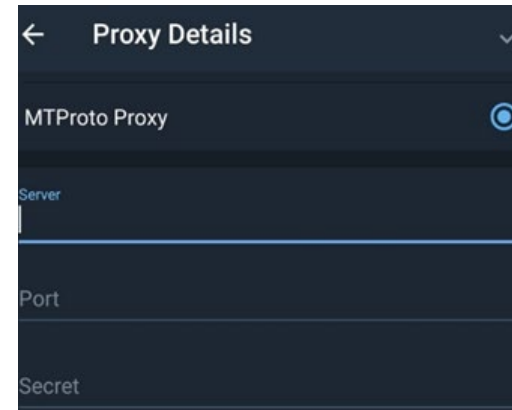 Proxy Details
MTProto Proxy
Server
Port
Secret